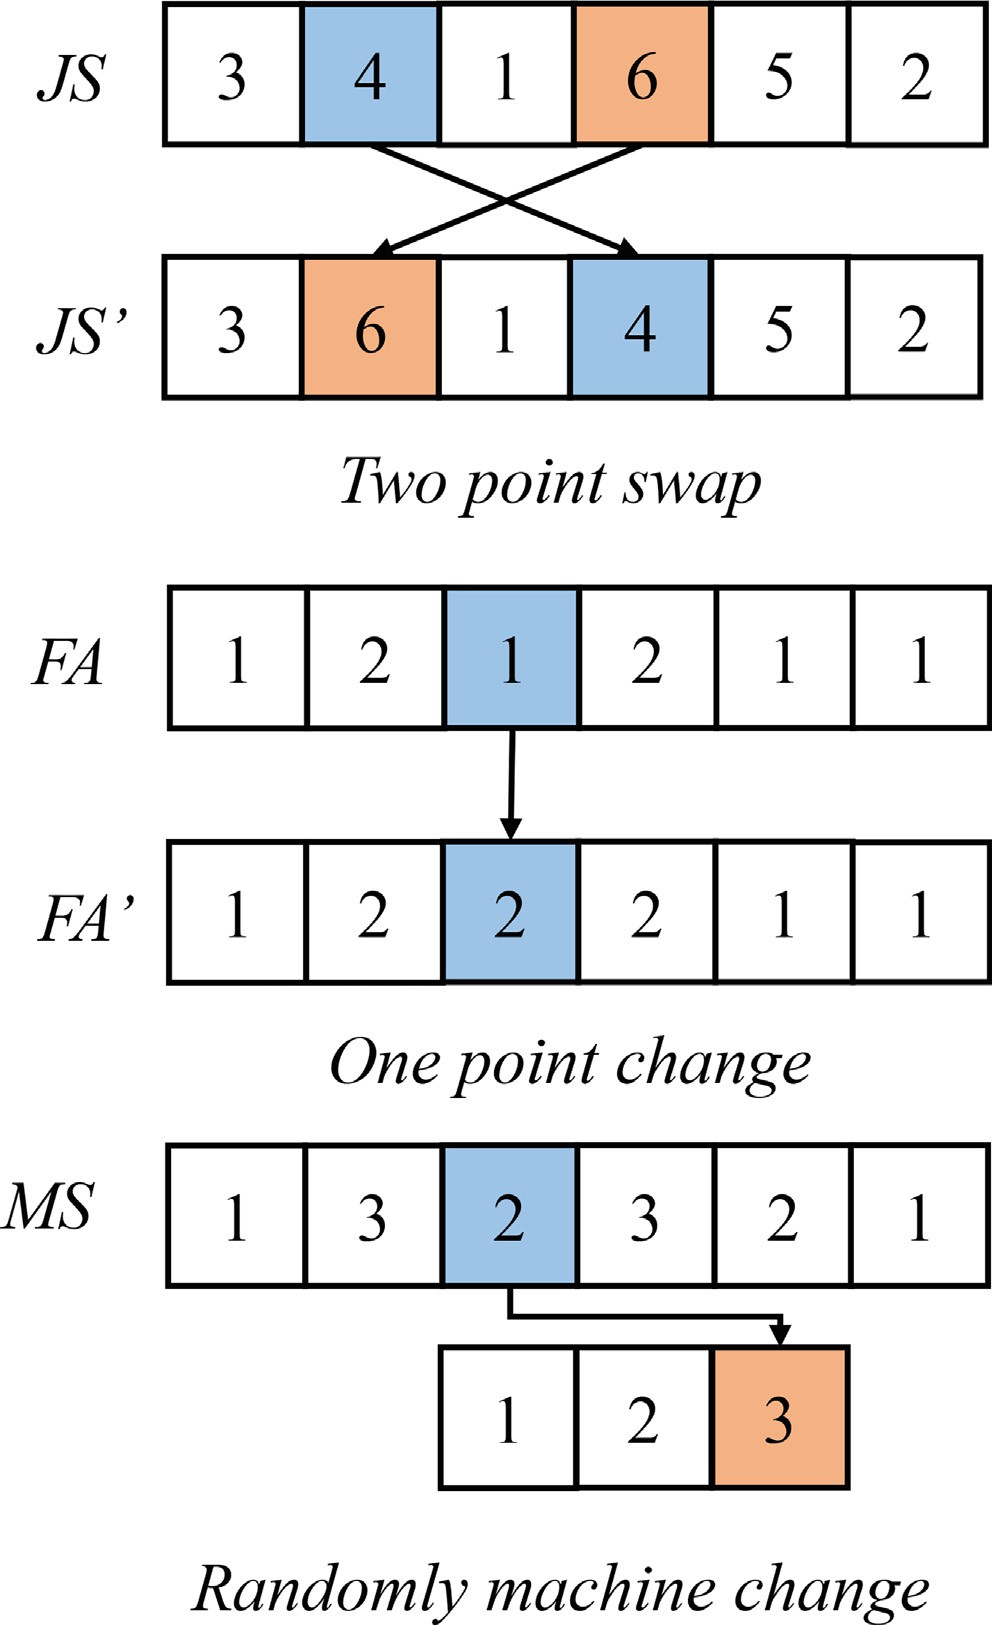 JS 3 4 1 6 5 2
JS’ 3 6 1 4 5 2
Two point swap
FA 1 2 1 2 1 1
FA’ 1 2 2 2 1 1
One point change
MS 1 3 2 3 2 1
1 2 3
Randomly machine change